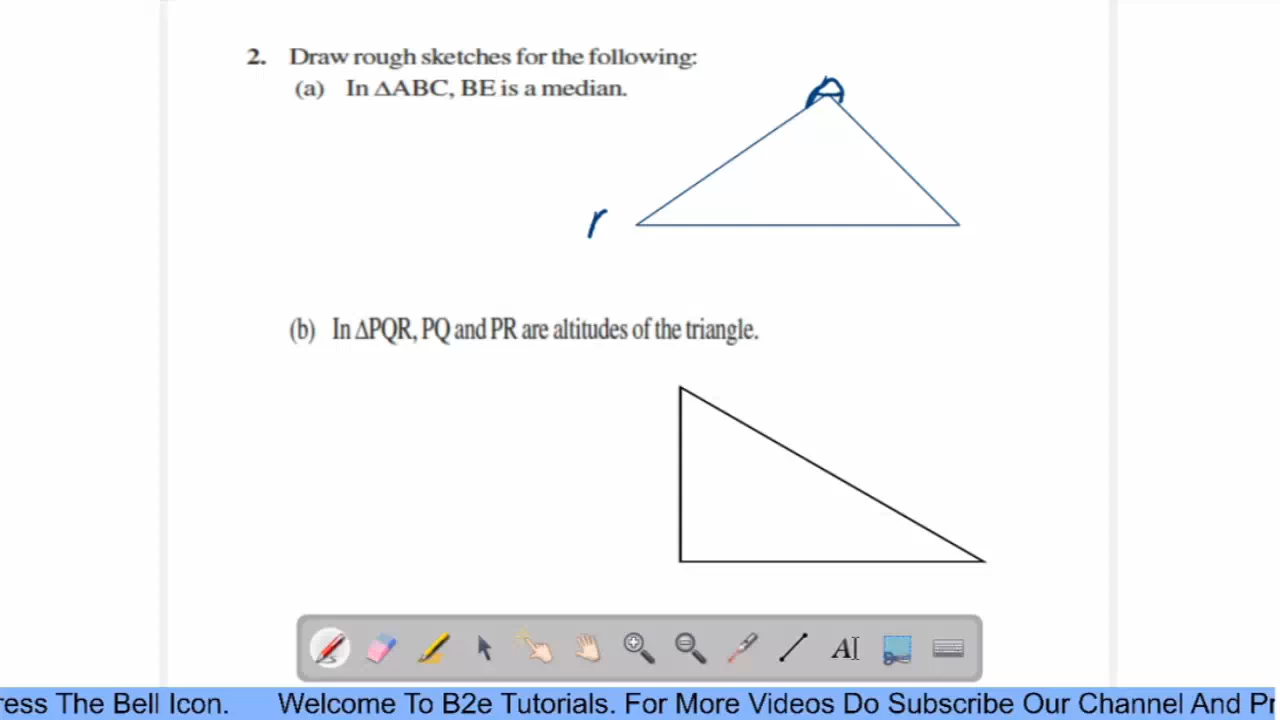 2. Draw rough sketches for the following:
(a) In ΔABC, BE is a median.
A
(b) In ΔPQR, PQ and PR are altitudes of the triangle.
AI
ress The Bell Icon. Welcome To B2e Tutorials. For More Videos Do Subscribe Our Channel And Pr